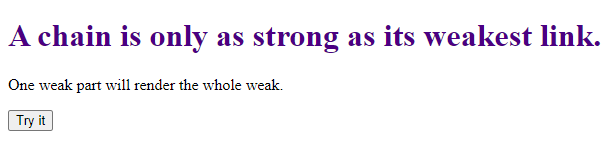 A chain is only as strong as its weakest link.
One weak part will render the whole weak.
Try it